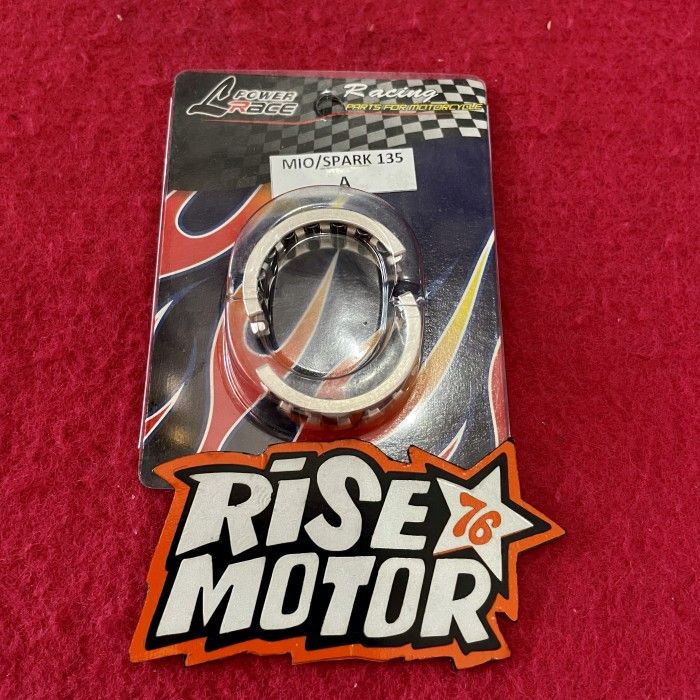 POWER RACE
Racing
PARTS FOR MOTORCYCLE
MIO/SPARK 135
A
RiSE
76
MOTOR